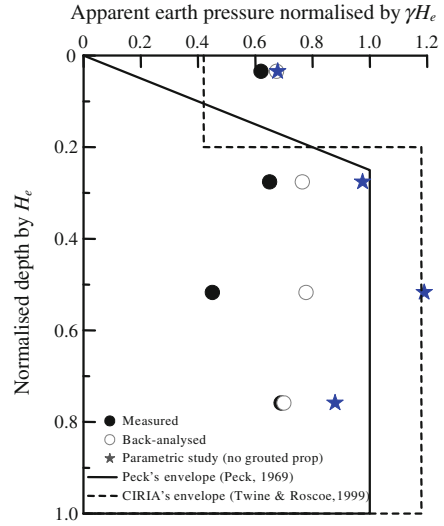 Apparent earth pressure normalised by γHe
0 0.2 0.4 0.6 0.8 1.0 1.2
0
0.2
0.4
0.6
0.8
1.0
Normalised depth by He
Measured
Back-analysed
Parametric study (no grouted prop)
Peck's envelope (Peck, 1969)
CIRIA's envelope (Twine & Roscoe,1999)